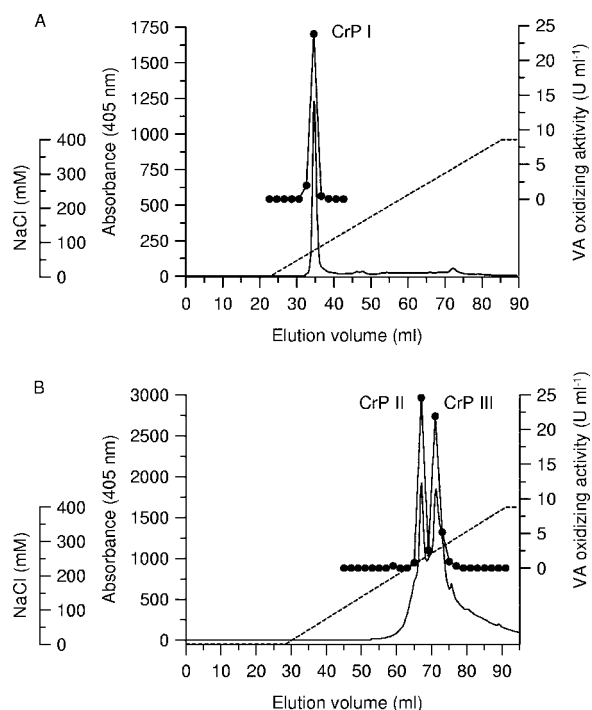 A
CrP I
NaCl (mM)
400
300
200
100
0
Absorbance (405 nm)
1750
1500
1250
1000
750
500
250
0
VA oxidizing aktivity (U ml-1)
25
20
15
10
5
0
0 10 20 30 40 50 60 70 80 90
Elution volume (ml)
B
CrP II CrP III
NaCl (mM)
400
300
200
100
0
Absorbance (405 nm)
3000
2500
2000
1500
1000
500
0
VA oxidizing activity (U ml-1)
25
20
15
10
5
0
0 10 20 30 40 50 60 70 80 90
Elution volume (ml)